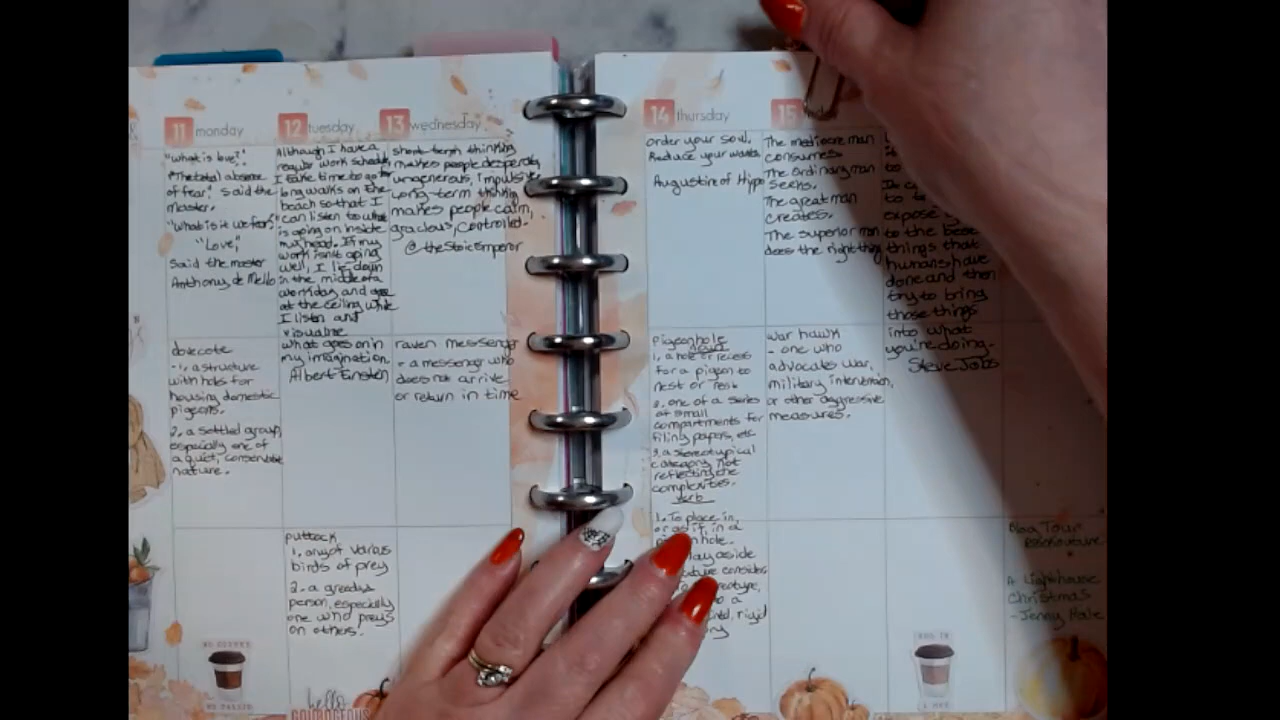 11 monday
"What is love?"
"The total absense
of fear," said the
Master.
"What is it we fear?"
"Love,"
said the master
Anthony de Mello
dovecote
-1. a structure
with holes for
housing domestic
pigeons.
2. a settled group,
especially one of
a quiet, conservative
nature.
NO COFFEE
12 tuesday
Although I have a
regular work schedule,
I take time to go for
long walks on the
beach so that I
can listen to what
is going on inside
my head. If my
work isn't going
well, I lie down
in the middle of a
workday and gaze
at the ceiling while
I listen and
visualize
what goes on in
my imagination
Albert Einstein
puttock
1. any of various
birds of prey
2. a greedy
person, especially
one who preys
on others.
hello
GOURDGEOUS
13 wednesday
short-term thinking
makes people desperate,
ungenerous, impulsive
Long-term thinking
makes people calm,
gracious, controlled.
@theStoicEmperor
raven messenger
- a messenger who
does not arrive
or return in time
14 thursday
order your soul.
Reduce your wants.
Augustine of Hippo
pigeonhole
noun
1. a hole or recess
for a pigeon to
nest or rest
2. one of a series
of small
compartments for
filing papers, etc
3. a stereotypical
category not
reflecting the
complexities.
verb
1. To place in
or as if in a
hole.
lay aside
a
rigid
15
The mediocre man
consumes.
The ordinary man
seeks.
The great man
creates.
The superior man
does the right thing
war hawk
- one who
advocates war,
military intervention,
or other aggressive
measures.
to
to
expose
to the best
things that
humans have
done and then
try to bring
those things
into what
you're doing.
Steve Jobs
Blog Tour
A Lighthouse
Christmas
- Jenny Hale